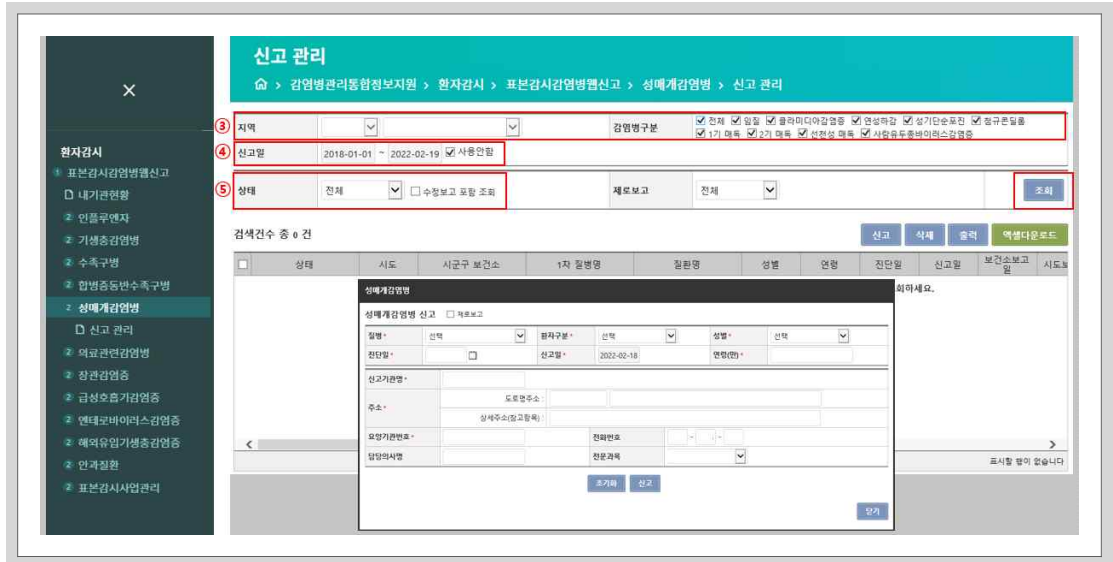 신고 관리
감염병관리통합정보지원 > 환자감시 > 표본감시감염병웹신고 > 성매개감염병 > 신고 관리
×
환자감시
1 표본감시감염병웹신고
내기관현황
2 인플루엔자
2 기생충감염병
2 수족구병
2 합병증동반수족구병
2 성매개감염병
신고 관리
2 의료관련감염병
2 장관감염증
2 급성호흡기감염증
2 엔테로바이러스감염증
2 해외유입기생충감염증
2 안과질환
2 표본감시사업관리
③ 지역 감염병구분 전체 임질 클라미디아감염증 연성하감 성기단순포진 첨규콘딜롬
1기 매독 2기 매독 선천성 매독 사람유두종바이러스감염증
④ 신고일 2018-01-01 ~ 2022-02-19 사용안함
⑤ 상태 전체 수정보고 포함 조회 제로보고 전체 조회
검색건수 총 0 건 신고 삭제 출력 엑셀다운로드
상태 시도 시군구 보건소 1차 질병명 질환명 성별 연령 진단일 신고일 보건소보고일 시도보
회하세요.
성매개감염병
성매개감염병 신고 제로보고
질병* 선택 환자구분* 선택 성별* 선택
진단일* 신고일* 2022-02-18 연령(만)*
신고기관명*
주소* 도로명주소 :
상세주소(참고항목) :
요양기관번호* 전화번호 - -
담당의사명 전문과목
초기화 신고
닫기
표시할 행이 없습니다